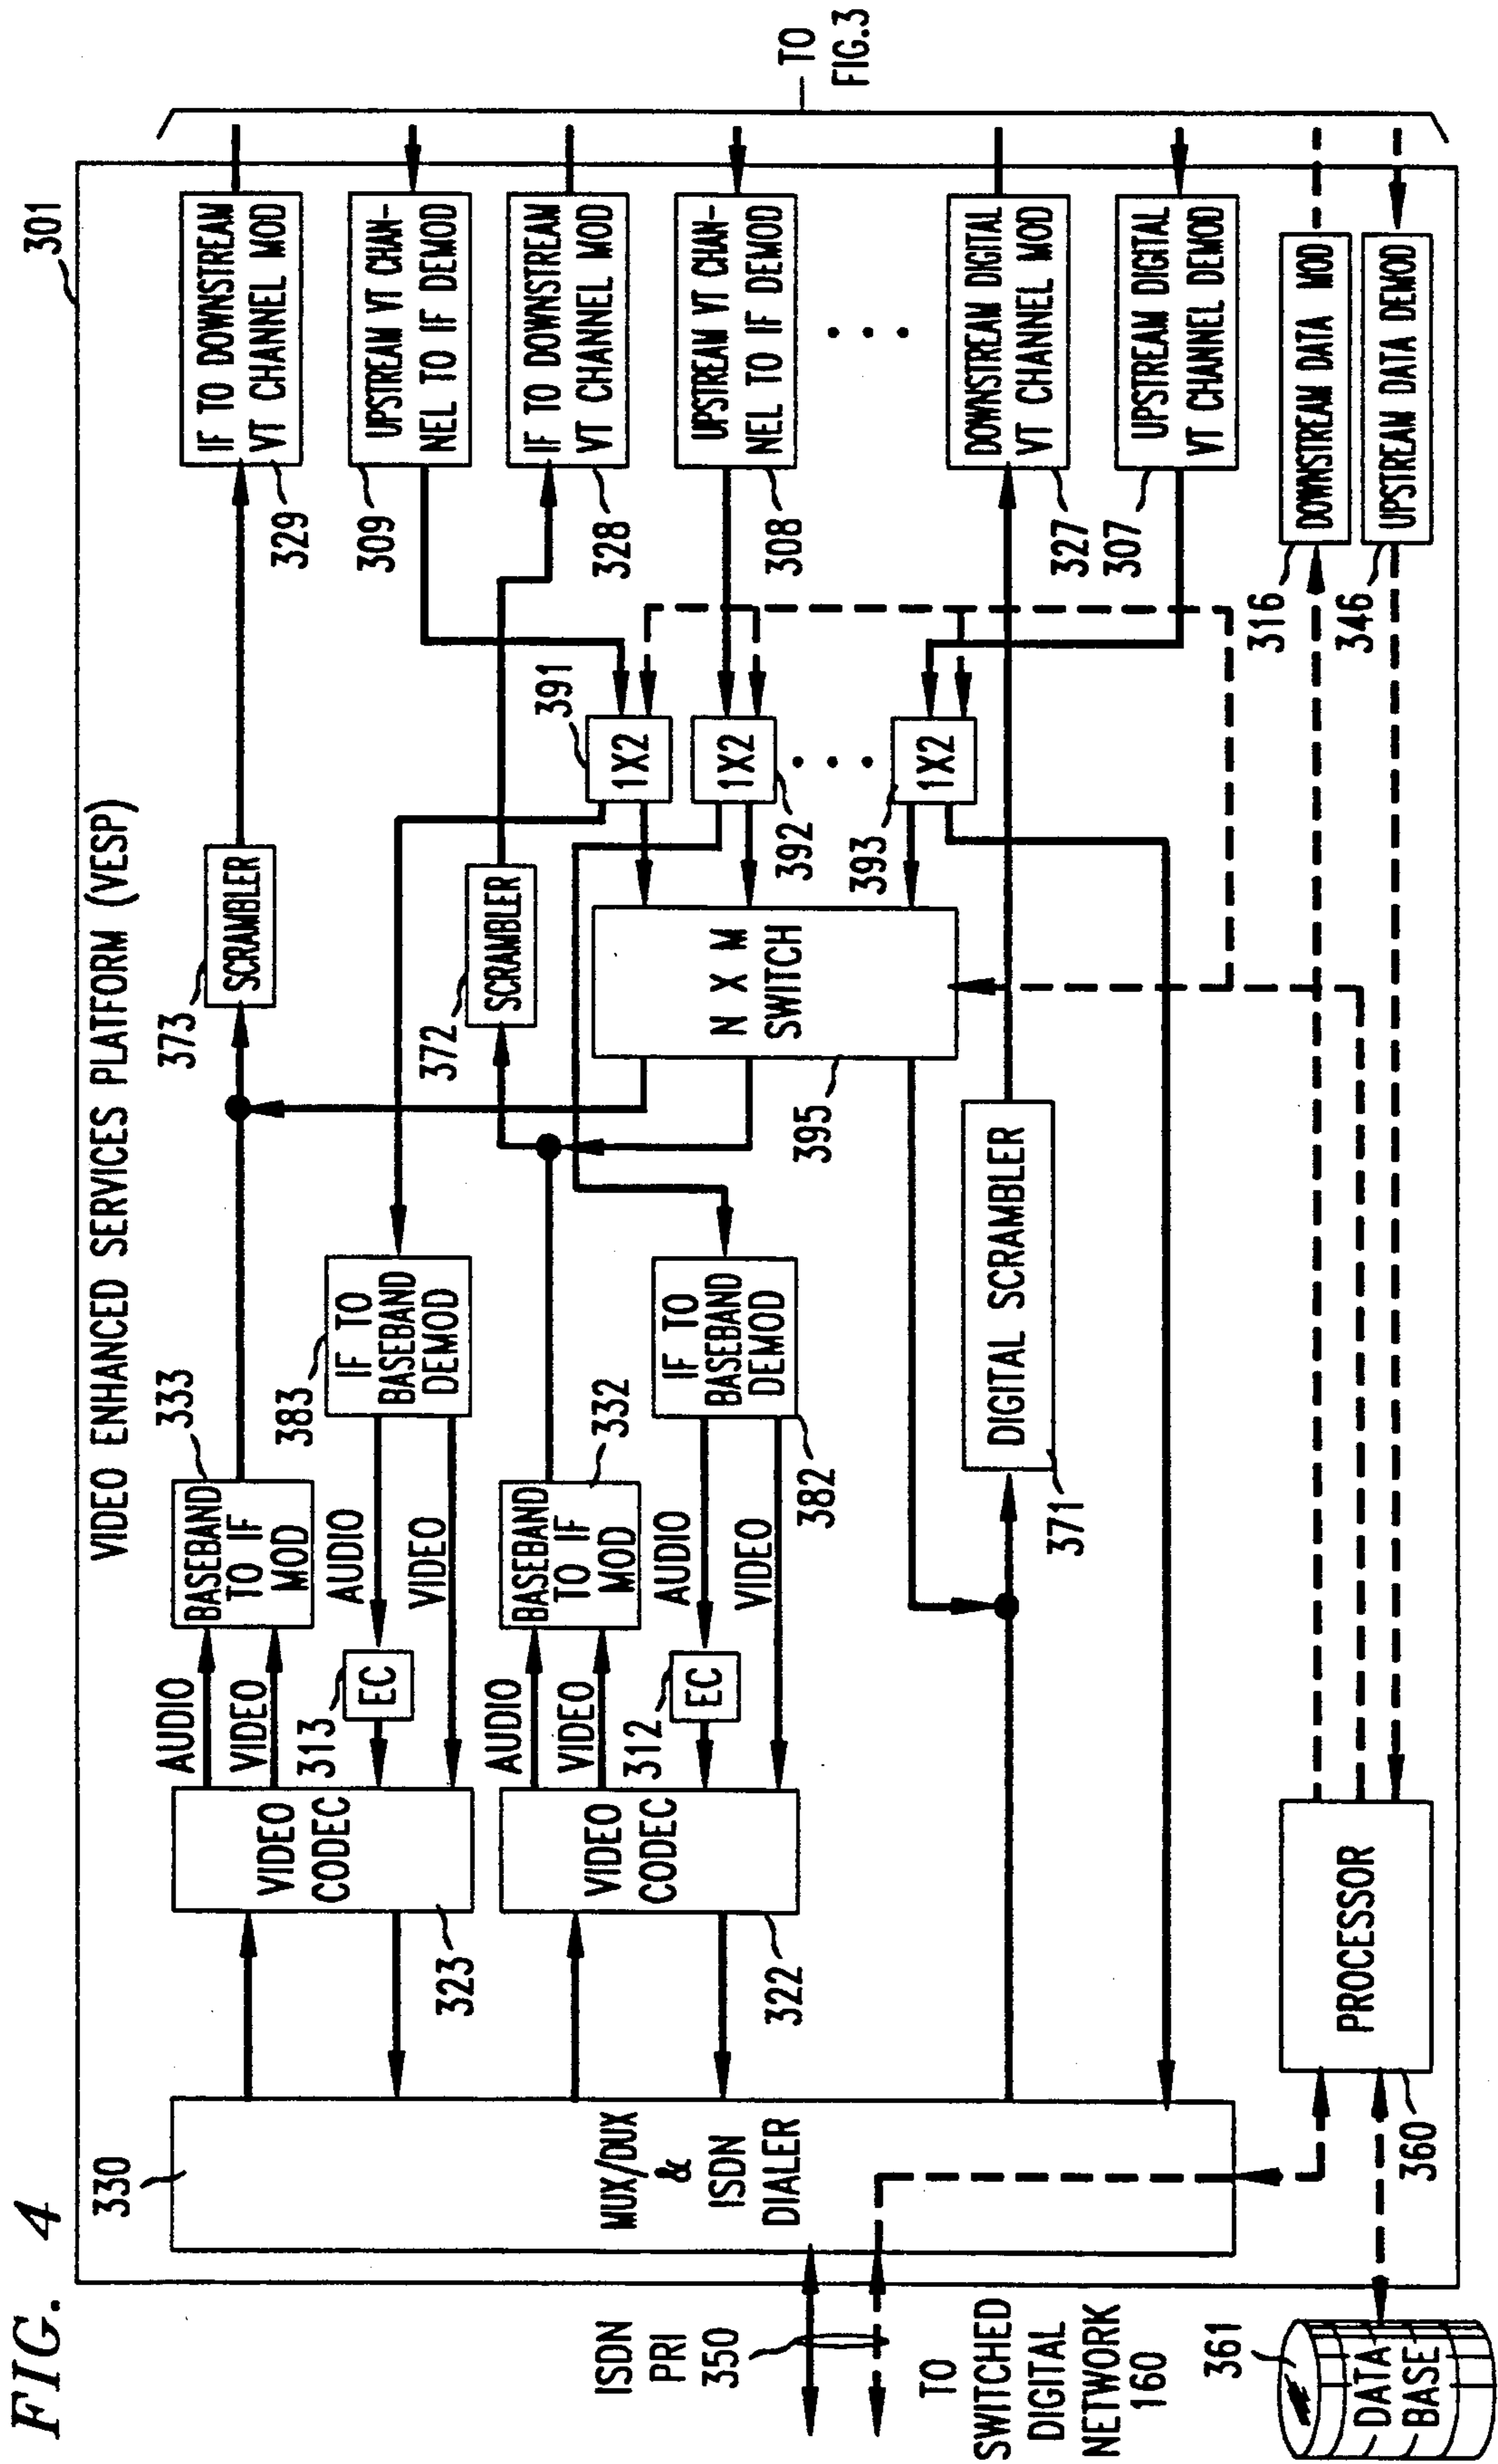 FIG. 4
VIDEO ENHANCED SERVICES PLATFORM (VESP)
301
330
MUX/DUX
&
ISDN
DIALER
ISDN
PRI
350
TO
SWITCHED
DIGITAL
NETWORK
160
361
DATA
BASE
VIDEO
CODEC
323
AUDIO
VIDEO
333
BASEBAND
TO IF
MOD
373
SCRAMBLER
IF TO DOWNSTREAM
VT CHANNEL MOD
329
313
EC
AUDIO
VIDEO
383
IF TO
BASEBAND
DEMOD
UPSTREAM VT CHAN-
NEL TO IF DEMOD
309
VIDEO
CODEC
322
AUDIO
VIDEO
BASEBAND
TO IF
MOD
332
372
SCRAMBLER
IF TO DOWNSTREAM
VT CHANNEL MOD
328
312
EC
AUDIO
VIDEO
IF TO
BASEBAND
DEMOD
382
UPSTREAM VT CHAN-
NEL TO IF DEMOD
308
391
1X2
1X2
392
393
1X2
N X M
SWITCH
395
DIGITAL SCRAMBLER
371
DOWNSTREAM DIGITAL
VT CHANNEL MOD
327
UPSTREAM DIGITAL
VT CHANNEL DEMOD
307
PROCESSOR
360
DOWNSTREAM DATA MOD
316
UPSTREAM DATA DEMOD
346
TO
FIG.3